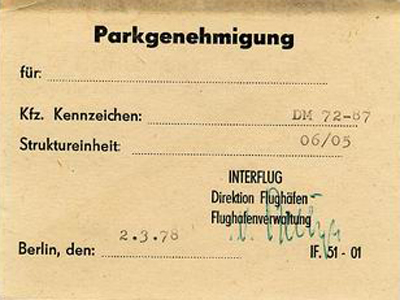 Parkgenehmigung
für:
Kfz. Kennzeichen: DM 72-87
Struktureinheit: 06/05
INTERFLUG
Direktion Flughäfen
Flughafenverwaltung
Berlin, den: 2.3.78 IF. 51 - 01